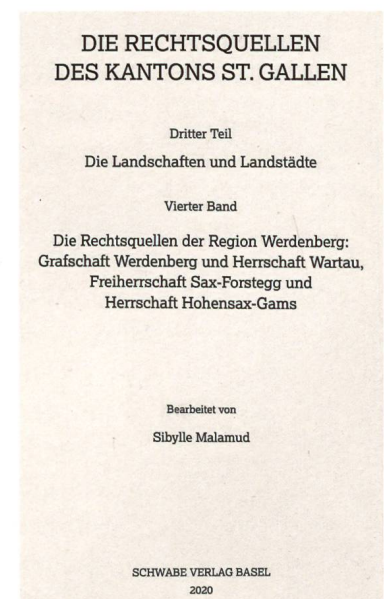 DIE RECHTSQUELLEN
DES KANTONS ST. GALLEN
Dritter Teil
Die Landschaften und Landstädte
Vierter Band
Die Rechtsquellen der Region Werdenberg:
Grafschaft Werdenberg und Herrschaft Wartau,
Freiherrschaft Sax-Forstegg und
Herrschaft Hohensax-Gams
Bearbeitet von
Sibylle Malamud
SCHWABE VERLAG BASEL
2020